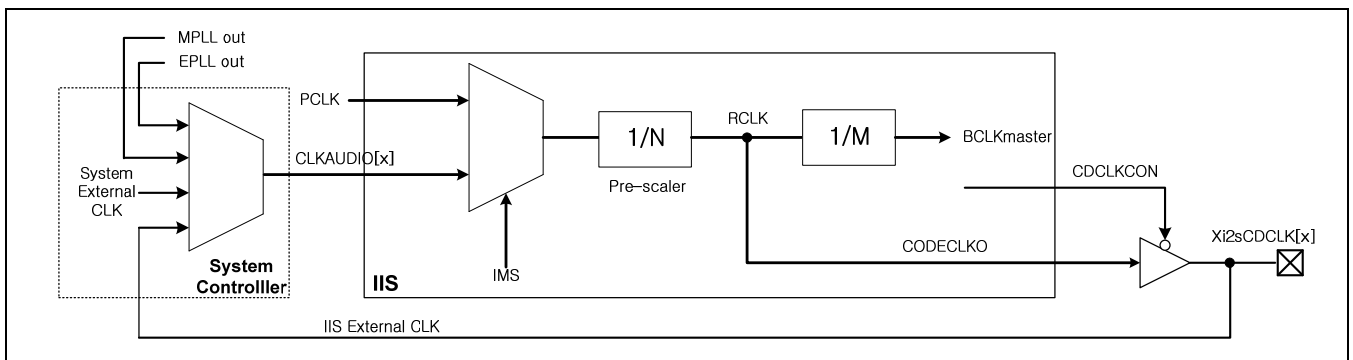 MPLL out
EPLL out
System
External
CLK
System
Controlller
CLKAUDIO[x]
PCLK
IMS
IIS
1/N
Pre-scaler
RCLK
1/M
BCLKmaster
CDCLKCON
CODECLKO
Xi2sCDCLK[x]
IIS External CLK